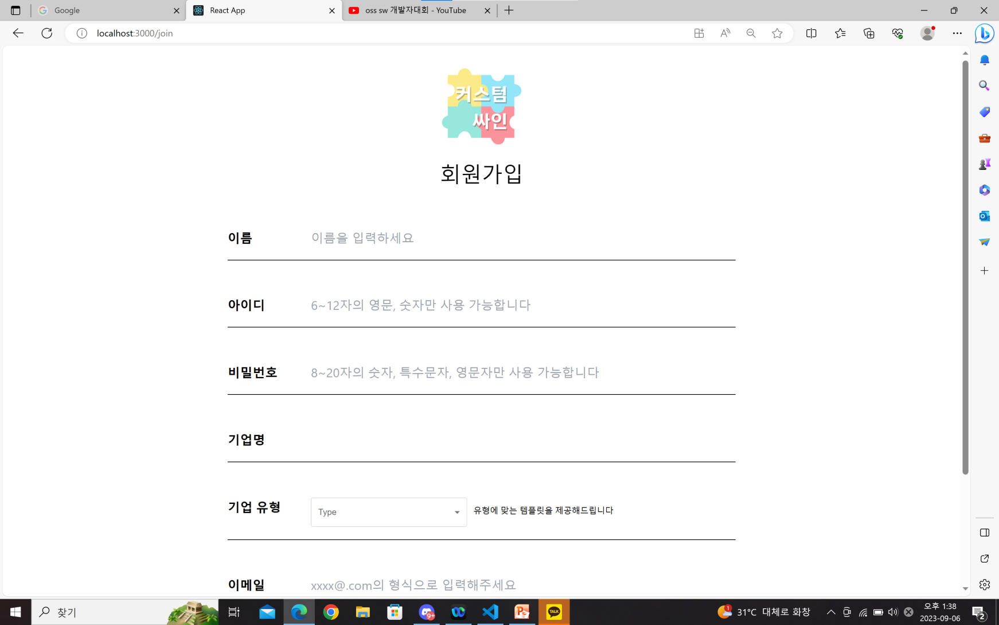 Google
React App
oss sw 개발자대회 - YouTube
localhost:3000/join
커스텀
싸인
회원가입
이름 이름을 입력하세요
아이디 6~12자의 영문, 숫자만 사용 가능합니다
비밀번호 8~20자의 숫자, 특수문자, 영문자만 사용 가능합니다
기업명
기업 유형 Type 유형에 맞는 템플릿을 제공해드립니다
이메일 xxxx@.com의 형식으로 입력해주세요
찾기
9+
TALK
1
31°C 대체로 화창
오후 1:38
2023-09-06
2